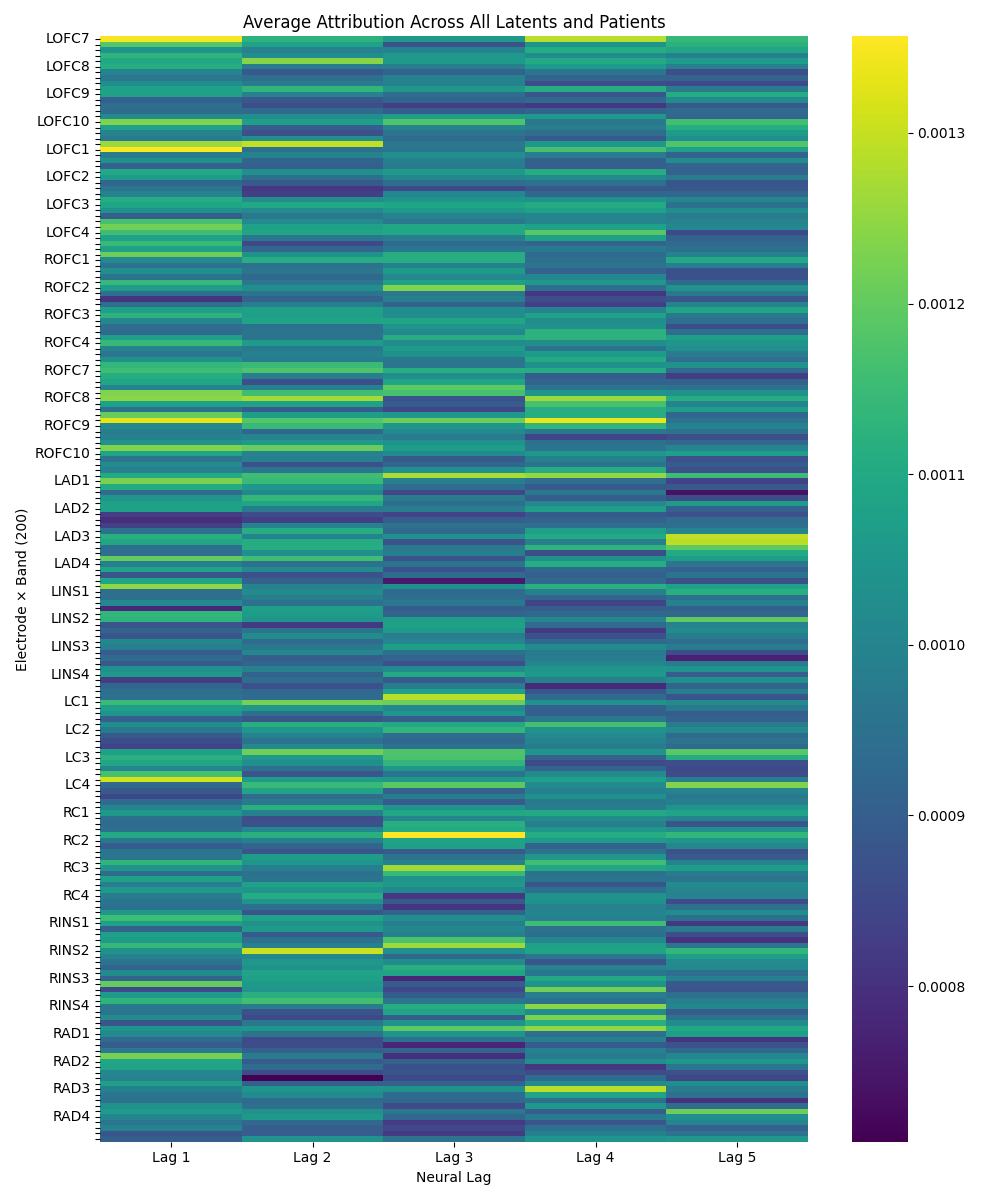 Average Attribution Across All Latents and Patients
LOFC7
LOFC8
LOFC9
LOFC10
LOFC1
LOFC2
LOFC3
LOFC4
ROFC1
ROFC2
ROFC3
ROFC4
ROFC7
ROFC8
ROFC9
ROFC10
LAD1
LAD2
LAD3
LAD4
LINS1
LINS2
LINS3
LINS4
LC1
LC2
LC3
LC4
RC1
RC2
RC3
RC4
RINS1
RINS2
RINS3
RINS4
RAD1
RAD2
RAD3
RAD4
Electrode × Band (200)
Lag 1
Lag 2
Lag 3
Lag 4
Lag 5
Neural Lag
0.0013
0.0012
0.0011
0.0010
0.0009
0.0008